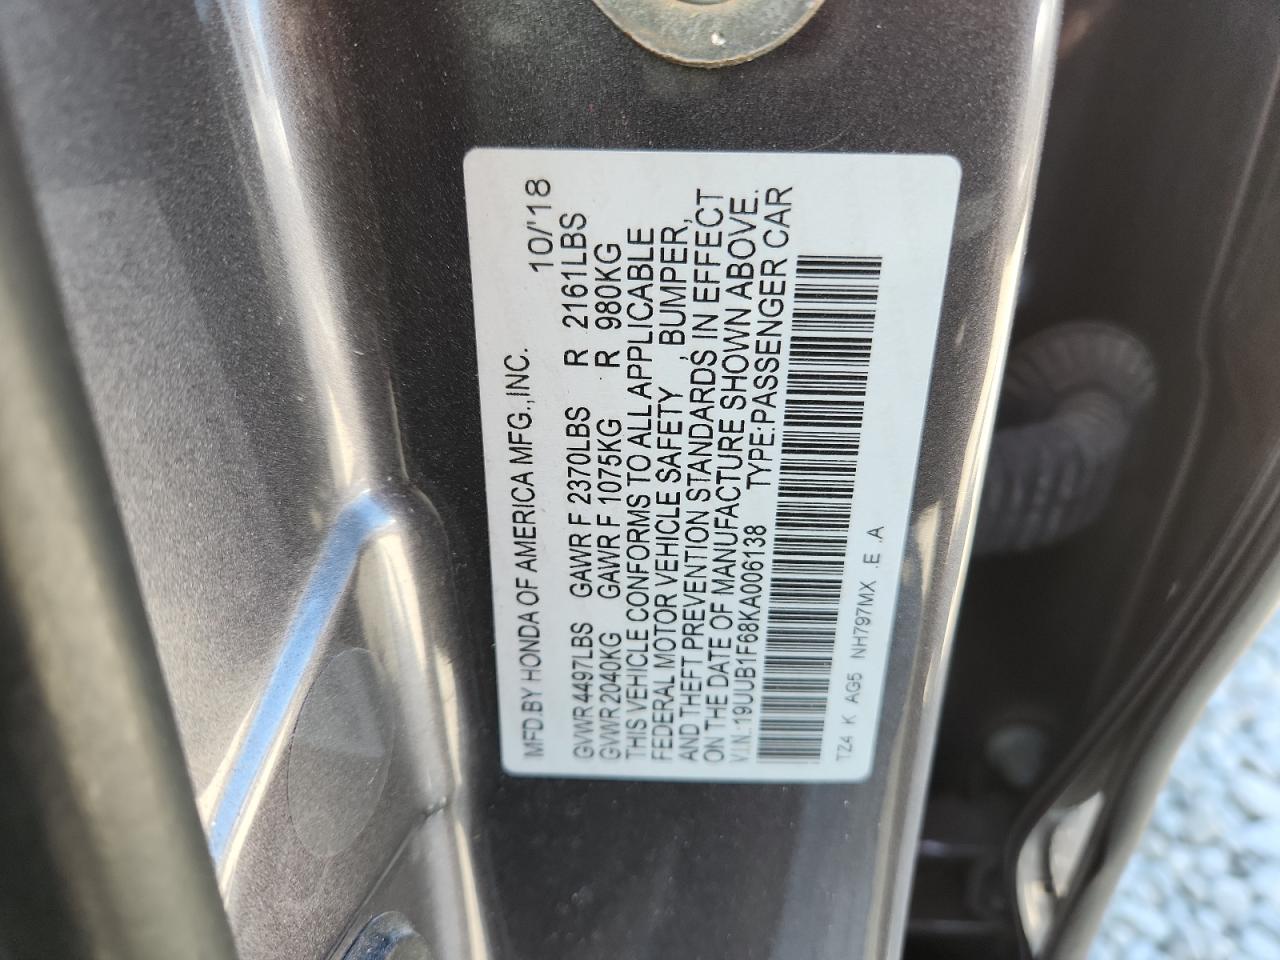 MFD.BY HONDA OF AMERICA MFG.,INC. 10/'18
GVWR 4497LBS GAWR F 2370LBS R 2161LBS
GVWR 2040KG GAWR F 1075KG R 980KG
THIS VEHICLE CONFORMS TO ALL APPLICABLE
FEDERAL MOTOR VEHICLE SAFETY , BUMPER,
AND THEFT PREVENTION STANDARDS, IN EFFECT
ON THE DATE OF MANUFACTURE SHOWN ABOVE.
V.I.N.:19UUB1F68KA006138 TYPE:PASSENGER CAR
TZ4 K AG5 NH797MX .E .A